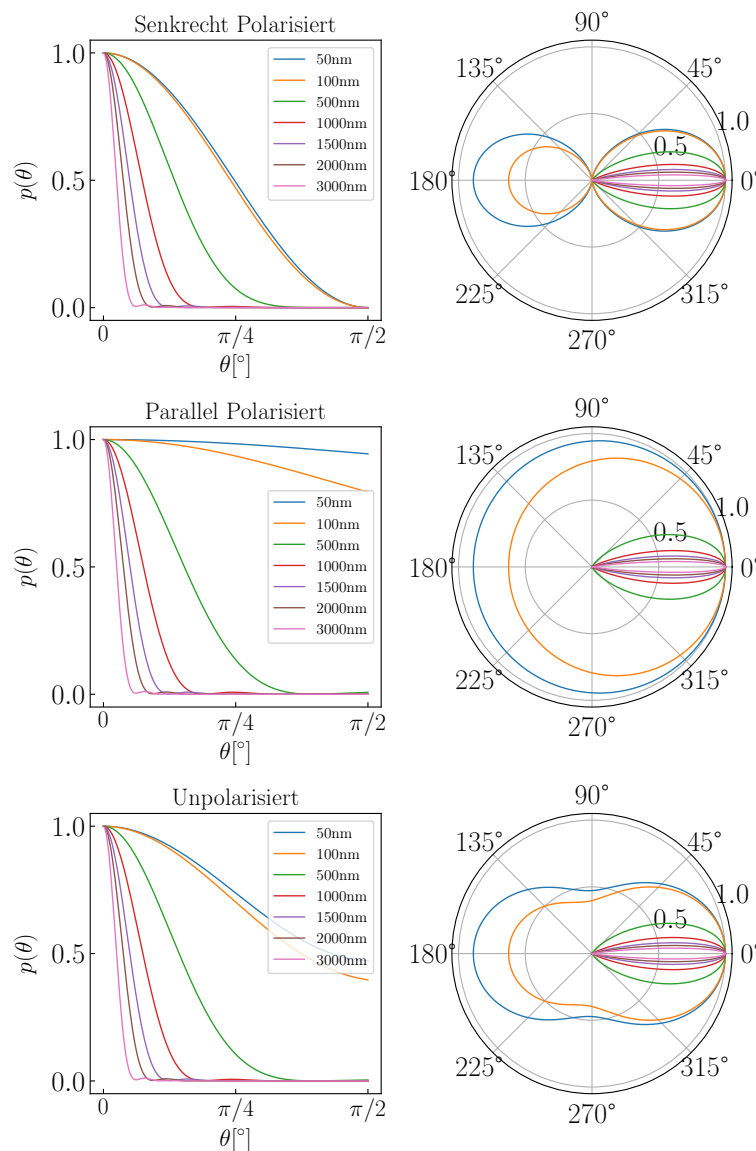 Senkrecht Polarisiert
1.0
0.5
0.0
p(θ)
0
π/4
π/2
θ[°]
50nm
100nm
500nm
1000nm
1500nm
2000nm
3000nm
90°
135°
45°
1.0
0.5
180°
0°
225°
315°
270°
Parallel Polarisiert
1.0
0.5
0.0
p(θ)
0
π/4
π/2
θ[°]
50nm
100nm
500nm
1000nm
1500nm
2000nm
3000nm
90°
135°
45°
1.0
0.5
180°
0°
225°
315°
270°
Unpolarisiert
1.0
0.5
0.0
p(θ)
0
π/4
π/2
θ[°]
50nm
100nm
500nm
1000nm
1500nm
2000nm
3000nm
90°
135°
45°
1.0
0.5
180°
0°
225°
315°
270°